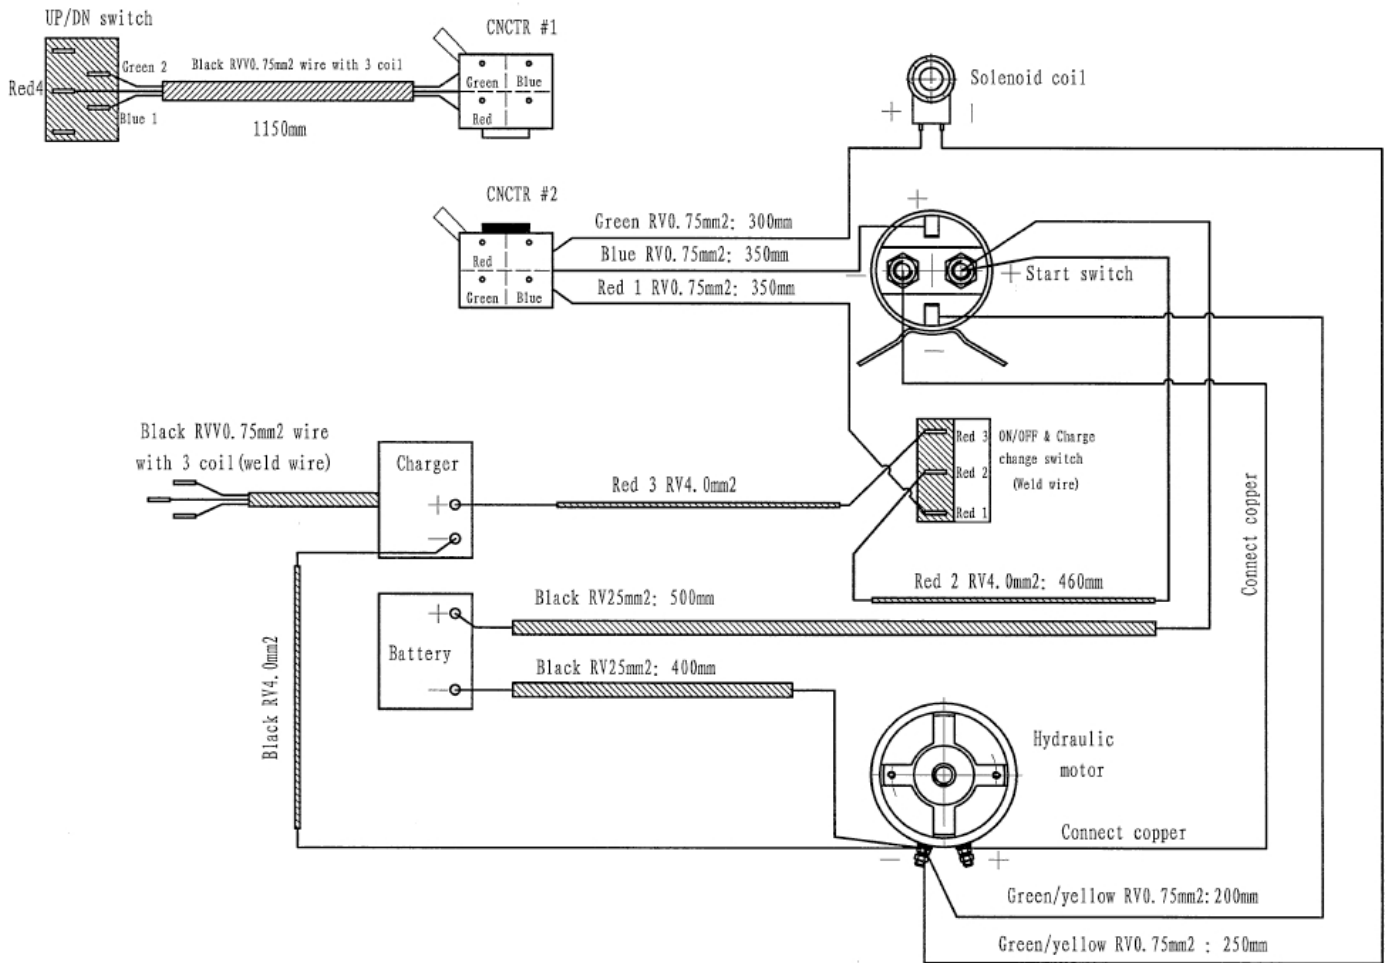 UP/DN switch
CNCTR #1
Green 2
Black RVV0.75mm2 wire with 3 coil
Red4
Blue 1
1150mm
Green
Blue
Red
Solenoid coil
+
|
CNCTR #2
Green RV0.75mm2: 300mm
Blue RV0.75mm2: 350mm
Red 1 RV0.75mm2: 350mm
Red
Green
Blue
+
−
+
Start switch
−
Black RVV0.75mm2 wire
with 3 coil(weld wire)
Charger
+
−
Red 3 RV4.0mm2
Red 3
Red 2
Red 1
ON/OFF & Charge
change switch
(Weld wire)
Connect copper
Red 2 RV4.0mm2: 460mm
Black RV25mm2: 500mm
+
Battery
−
Black RV25mm2: 400mm
Black RV4.0mm2
Hydraulic
motor
Connect copper
−
+
Green/yellow RV0.75mm2:200mm
Green/yellow RV0.75mm2 : 250mm